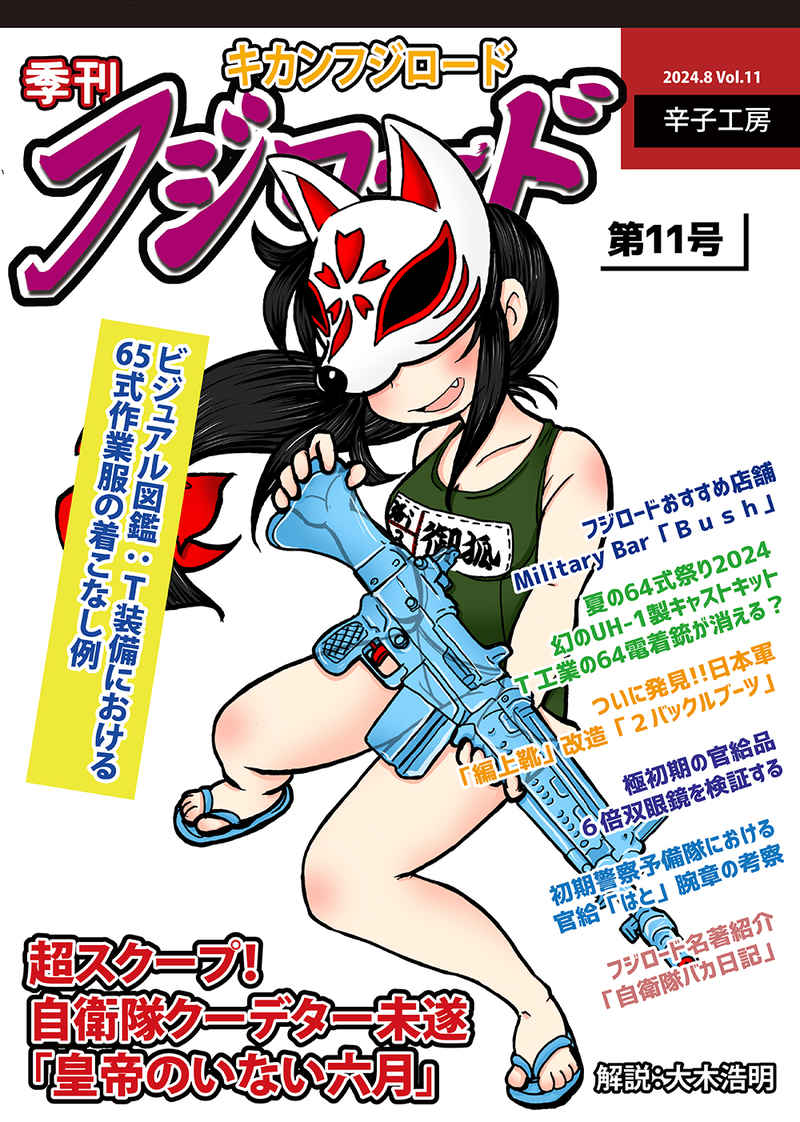 キカンフジロード
季刊
フジロード
2024.8 Vol.11
辛子工房
第11号
ビジュアル図鑑：T装備における
65式作業服の着こなし例
御狐
フジロードおすすめ店舗
Military Bar「Bush」
夏の64式祭り2024
幻のUH-1製キャストキット
T工業の64電着銃が消える？
ついに発見!!日本軍
「編上靴」改造「2バックルブーツ」
極初期の官給品
6倍双眼鏡を検証する
初期警察予備隊における
官給「はと」腕章の考察
フジロード名著紹介
「自衛隊バカ日記」
超スクープ!
自衛隊クーデター未遂
「皇帝のいない六月」
解説:大木浩明